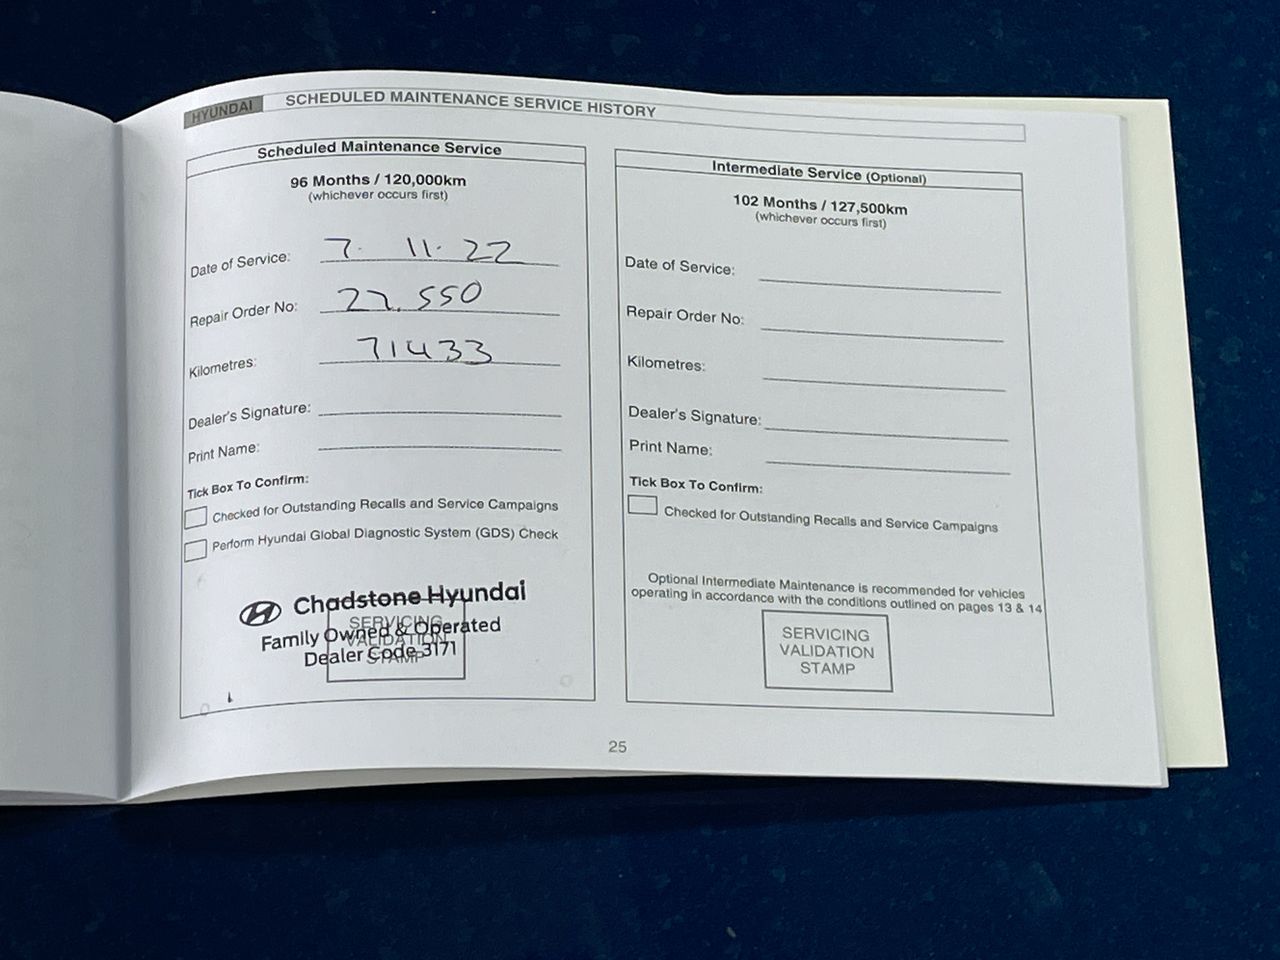 HYUNDAI SCHEDULED MAINTENANCE SERVICE HISTORY
Scheduled Maintenance Service
96 Months / 120,000km
(whichever occurs first)
Date of Service: 7. 11. 22
Repair Order No: 22.550
Kilometres: 71433
Dealer's Signature:
Print Name:
Tick Box To Confirm:
Checked for Outstanding Recalls and Service Campaigns
Perform Hyundai Global Diagnostic System (GDS) Check
Chadstone Hyundai
Family Owned & Operated
Dealer Code 3171
SERVICING
VALIDATION
STAMP
Intermediate Service (Optional)
102 Months / 127,500km
(whichever occurs first)
Date of Service:
Repair Order No:
Kilometres:
Dealer's Signature:
Print Name:
Tick Box To Confirm:
Checked for Outstanding Recalls and Service Campaigns
Optional Intermediate Maintenance is recommended for vehicles
operating in accordance with the conditions outlined on pages 13 & 14
SERVICING
VALIDATION
STAMP
25